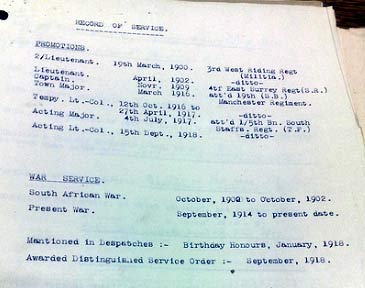 RECORD OF SERVICE.
PROMOTIONS.
2/Lieutenant. 19th March, 1900. 3rd West Riding Regt
(Militia.)
Lieutenant. April, 1902. -ditto-
Captain. Novr. 1909 4tf East Surrey Regt(S.R.)
Town Major. March 1916. att'd 19th (S.B.)
Manchester Regiment.
Tempy. Lt.-Col., 12th Oct. 1916 to
27th April, 1917. -ditto-
Acting Major. 4th July, 1917. att'd 1/5th Bn. South
Staffs. Regt. (T.F.)
Acting Lt.-Col., 15th Sept., 1918. -ditto-
WAR SERVICE.
South African War. October, 1900 to October, 1902.
Present War. September, 1914 to present date.
Mentioned in Despatches :- Birthday Honours, January, 1918.
Awarded Distinguished Service Order :- September, 1918.